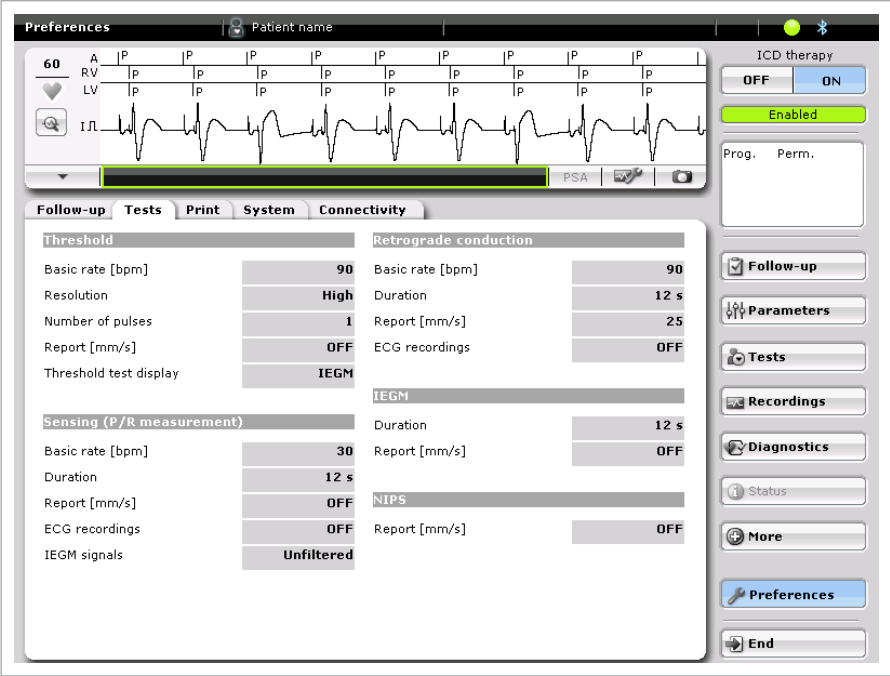 Preferences
Patient name
60
A P P P P P P P P P
RV P P P P P P P P P
LV P P P P P P P P P
II
PSA
ICD therapy
OFF ON
Enabled
Prog. Perm.
Follow-up Tests Print System Connectivity
Threshold
Basic rate [bpm] 90
Resolution High
Number of pulses 1
Report [mm/s] OFF
Threshold test display IEGM
Sensing (P/R measurement)
Basic rate [bpm] 30
Duration 12 s
Report [mm/s] OFF
ECG recordings OFF
IEGM signals Unfiltered
Retrograde conduction
Basic rate [bpm] 90
Duration 12 s
Report [mm/s] 25
ECG recordings OFF
IEGM
Duration 12 s
Report [mm/s] OFF
NIPS
Report [mm/s] OFF
Follow-up
Parameters
Tests
Recordings
Diagnostics
Status
More
Preferences
End